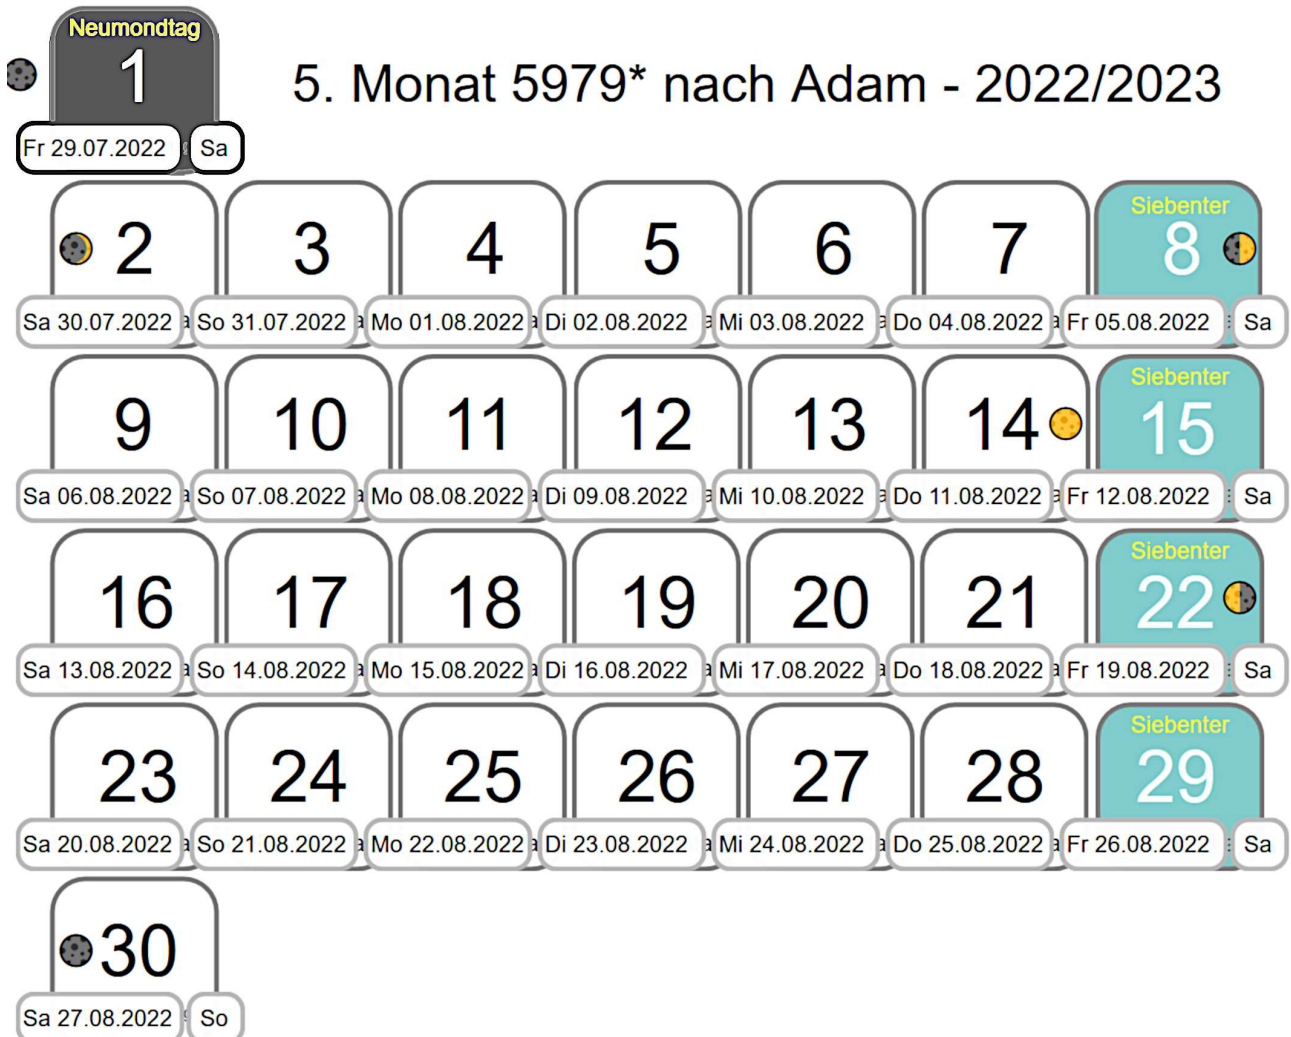 Neumondtag
1
5. Monat 5979* nach Adam - 2022/2023
Fr 29.07.2022 Sa
Siebenter
2 3 4 5 6 7 8
Sa 30.07.2022 So 31.07.2022 Mo 01.08.2022 Di 02.08.2022 Mi 03.08.2022 Do 04.08.2022 Fr 05.08.2022 Sa
Siebenter
9 10 11 12 13 14 15
Sa 06.08.2022 So 07.08.2022 Mo 08.08.2022 Di 09.08.2022 Mi 10.08.2022 Do 11.08.2022 Fr 12.08.2022 Sa
Siebenter
16 17 18 19 20 21 22
Sa 13.08.2022 So 14.08.2022 Mo 15.08.2022 Di 16.08.2022 Mi 17.08.2022 Do 18.08.2022 Fr 19.08.2022 Sa
Siebenter
23 24 25 26 27 28 29
Sa 20.08.2022 So 21.08.2022 Mo 22.08.2022 Di 23.08.2022 Mi 24.08.2022 Do 25.08.2022 Fr 26.08.2022 Sa
30
Sa 27.08.2022 So